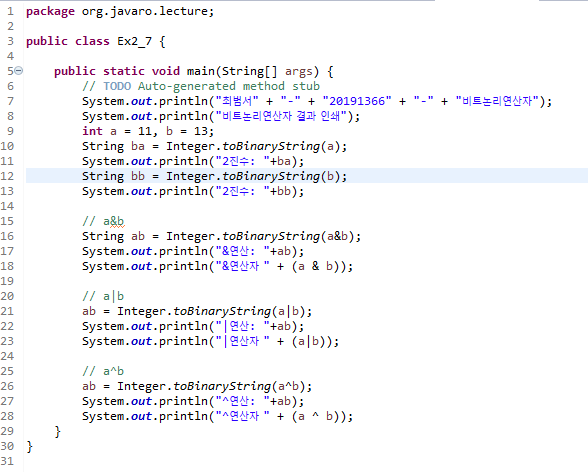 1 package org.javaro.lecture;
2
3 public class Ex2_7 {
4
5 public static void main(String[] args) {
6 // TODO Auto-generated method stub
7 System.out.println("최범서" + "-" + "20191366" + "-" + "비트논리연산자");
8 System.out.println("비트논리연산자 결과 인쇄");
9 int a = 11, b = 13;
10 String ba = Integer.toBinaryString(a);
11 System.out.println("2진수: "+ba);
12 String bb = Integer.toBinaryString(b);
13 System.out.println("2진수: "+bb);
14
15 // a&b
16 String ab = Integer.toBinaryString(a&b);
17 System.out.println("&연산: "+ab);
18 System.out.println("&연산자 " + (a & b));
19
20 // a|b
21 ab = Integer.toBinaryString(a|b);
22 System.out.println("|연산: "+ab);
23 System.out.println("|연산자 " + (a|b));
24
25 // a^b
26 ab = Integer.toBinaryString(a^b);
27 System.out.println("^연산: "+ab);
28 System.out.println("^연산자 " + (a ^ b));
29 }
30 }
31